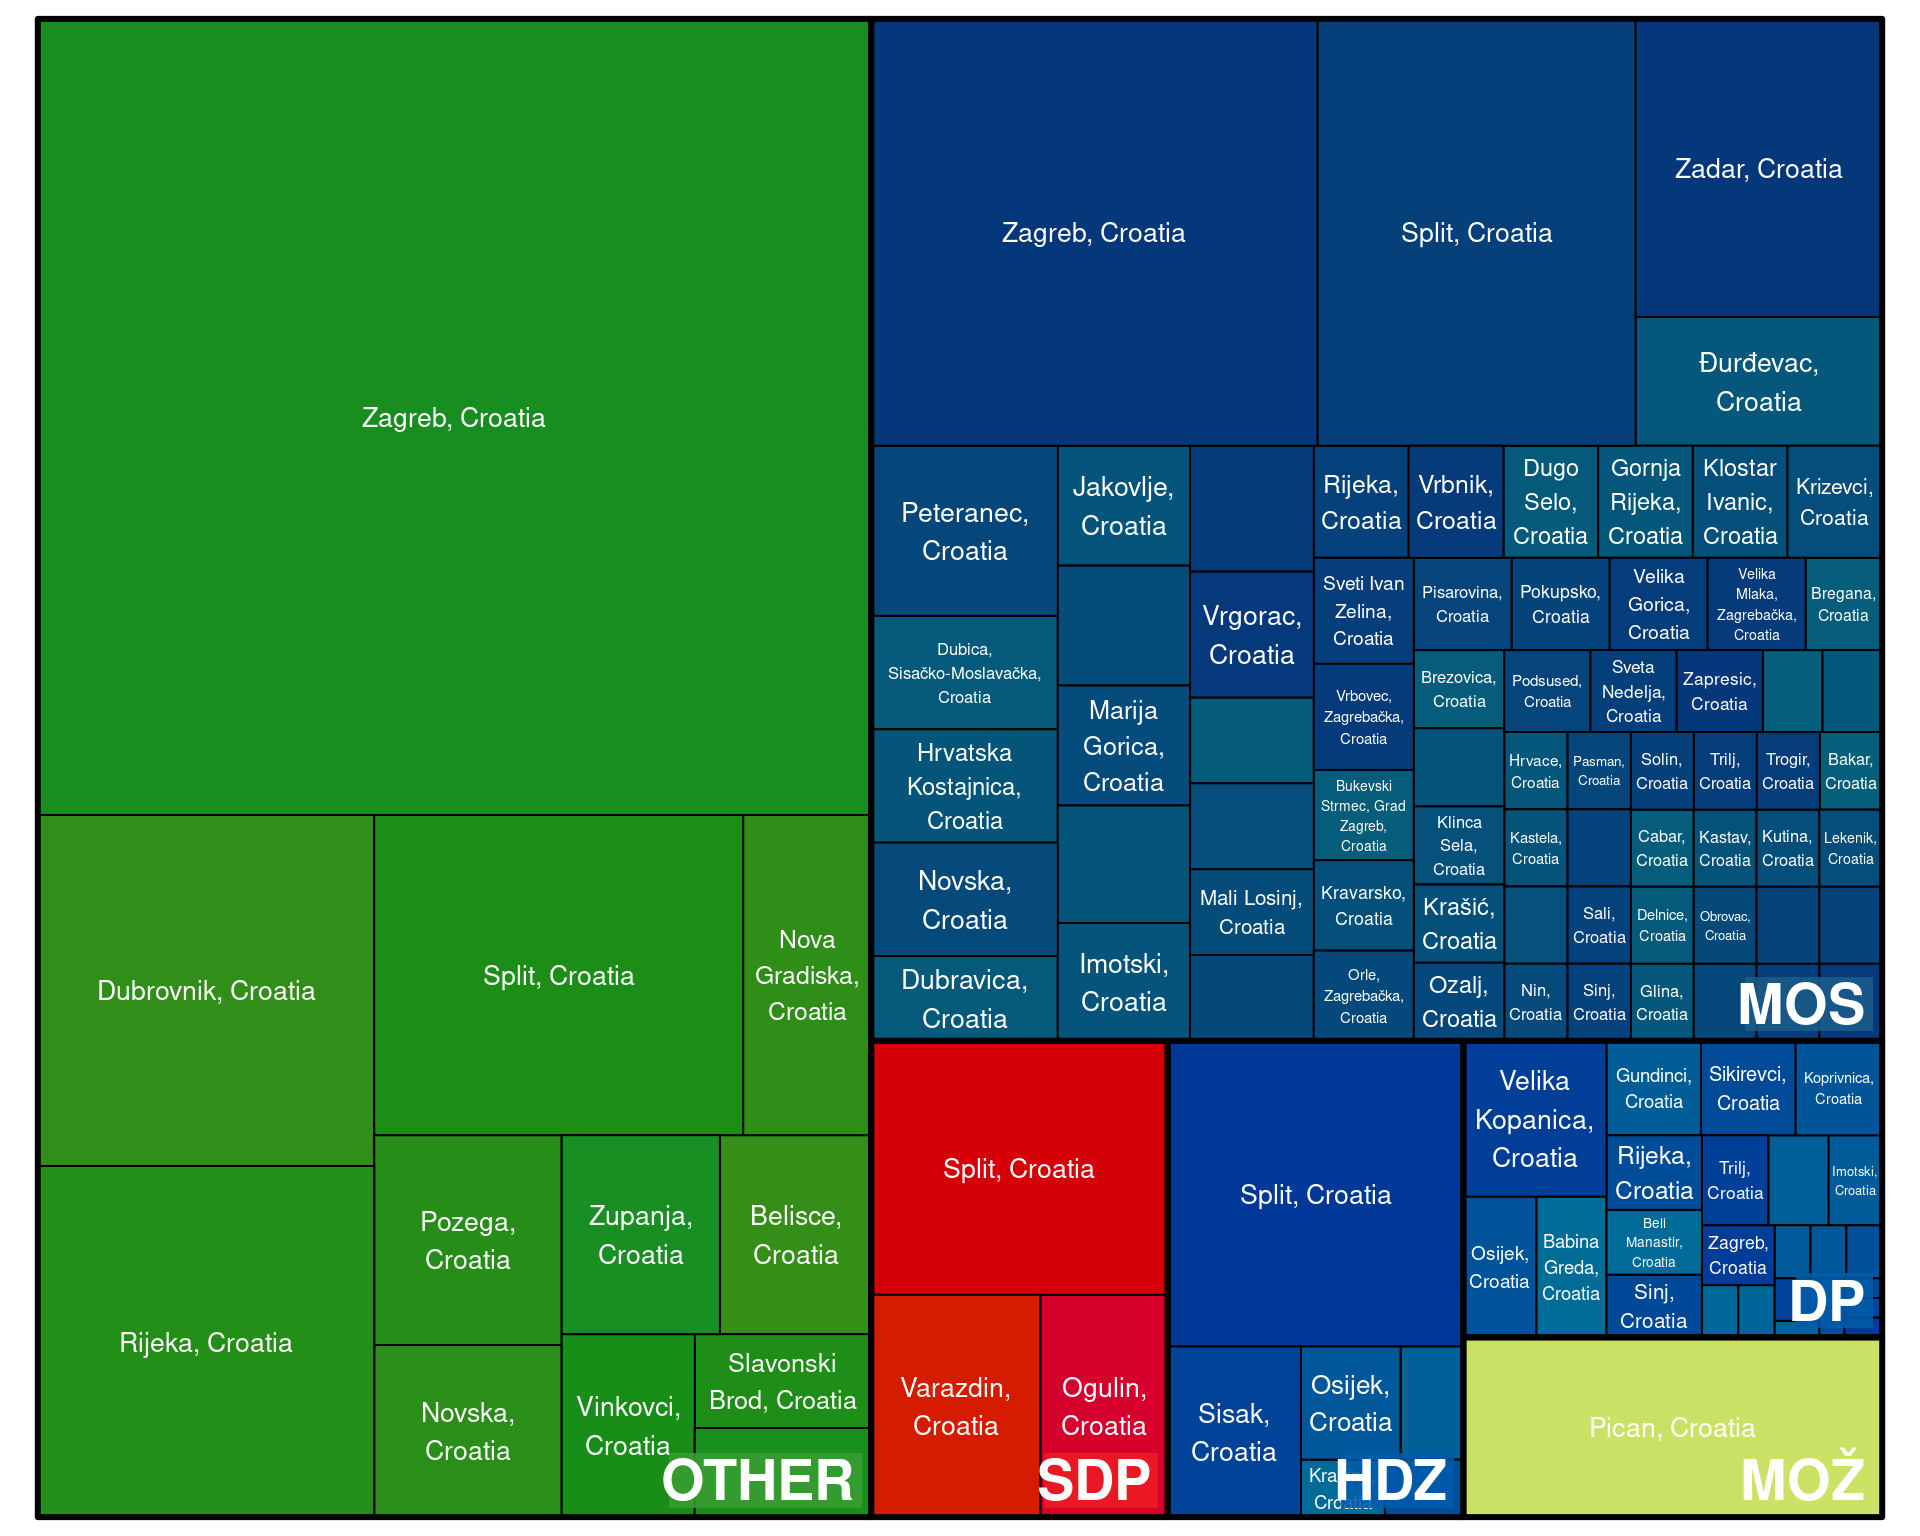 Zagreb, Croatia
Dubrovnik, Croatia
Split, Croatia
Nova
Gradiska,
Croatia
Rijeka, Croatia
Pozega,
Croatia
Zupanja,
Croatia
Belisce,
Croatia
Novska,
Croatia
Vinkovci,
Croatia
Slavonski
Brod, Croatia
OTHER
Zagreb, Croatia
Split, Croatia
Zadar, Croatia
Đurđevac,
Croatia
Peteranec,
Croatia
Dubica,
Sisačko-Moslavačka,
Croatia
Hrvatska
Kostajnica,
Croatia
Novska,
Croatia
Dubravica,
Croatia
Jakovlje,
Croatia
Marija
Gorica,
Croatia
Imotski,
Croatia
Vrgorac,
Croatia
Mali Losinj,
Croatia
Rijeka,
Croatia
Vrbnik,
Croatia
Dugo
Selo,
Croatia
Gornja
Rijeka,
Croatia
Klostar
Ivanic,
Croatia
Krizevci,
Croatia
Sveti Ivan
Zelina,
Croatia
Vrbovec,
Zagrebačka,
Croatia
Bukevski
Strmec, Grad
Zagreb,
Croatia
Kravarsko,
Croatia
Orle,
Zagrebačka,
Croatia
Pisarovina,
Croatia
Pokupsko,
Croatia
Velika
Gorica,
Croatia
Velika
Mlaka,
Zagrebačka,
Croatia
Bregana,
Croatia
Brezovica,
Croatia
Klinca
Sela,
Croatia
Krašić,
Croatia
Ozalj,
Croatia
Podsused,
Croatia
Sveta
Nedelja,
Croatia
Zapresic,
Croatia
Hrvace,
Croatia
Pasman,
Croatia
Solin,
Croatia
Trilj,
Croatia
Trogir,
Croatia
Bakar,
Croatia
Kastela,
Croatia
Cabar,
Croatia
Kastav,
Croatia
Kutina,
Croatia
Lekenik,
Croatia
Sali,
Croatia
Delnice,
Croatia
Obrovac,
Croatia
Nin,
Croatia
Sinj,
Croatia
Glina,
Croatia
MOS
Split, Croatia
Varazdin,
Croatia
Ogulin,
Croatia
SDP
Split, Croatia
Sisak,
Croatia
Osijek,
Croatia
HDZ
Velika
Kopanica,
Croatia
Osijek,
Croatia
Babina
Greda,
Croatia
Gundinci,
Croatia
Sikirevci,
Croatia
Koprivnica,
Croatia
Rijeka,
Croatia
Beli
Manastir,
Croatia
Sinj,
Croatia
Trilj,
Croatia
Imotski,
Croatia
Zagreb,
Croatia
DP
Pican, Croatia
MOŽ